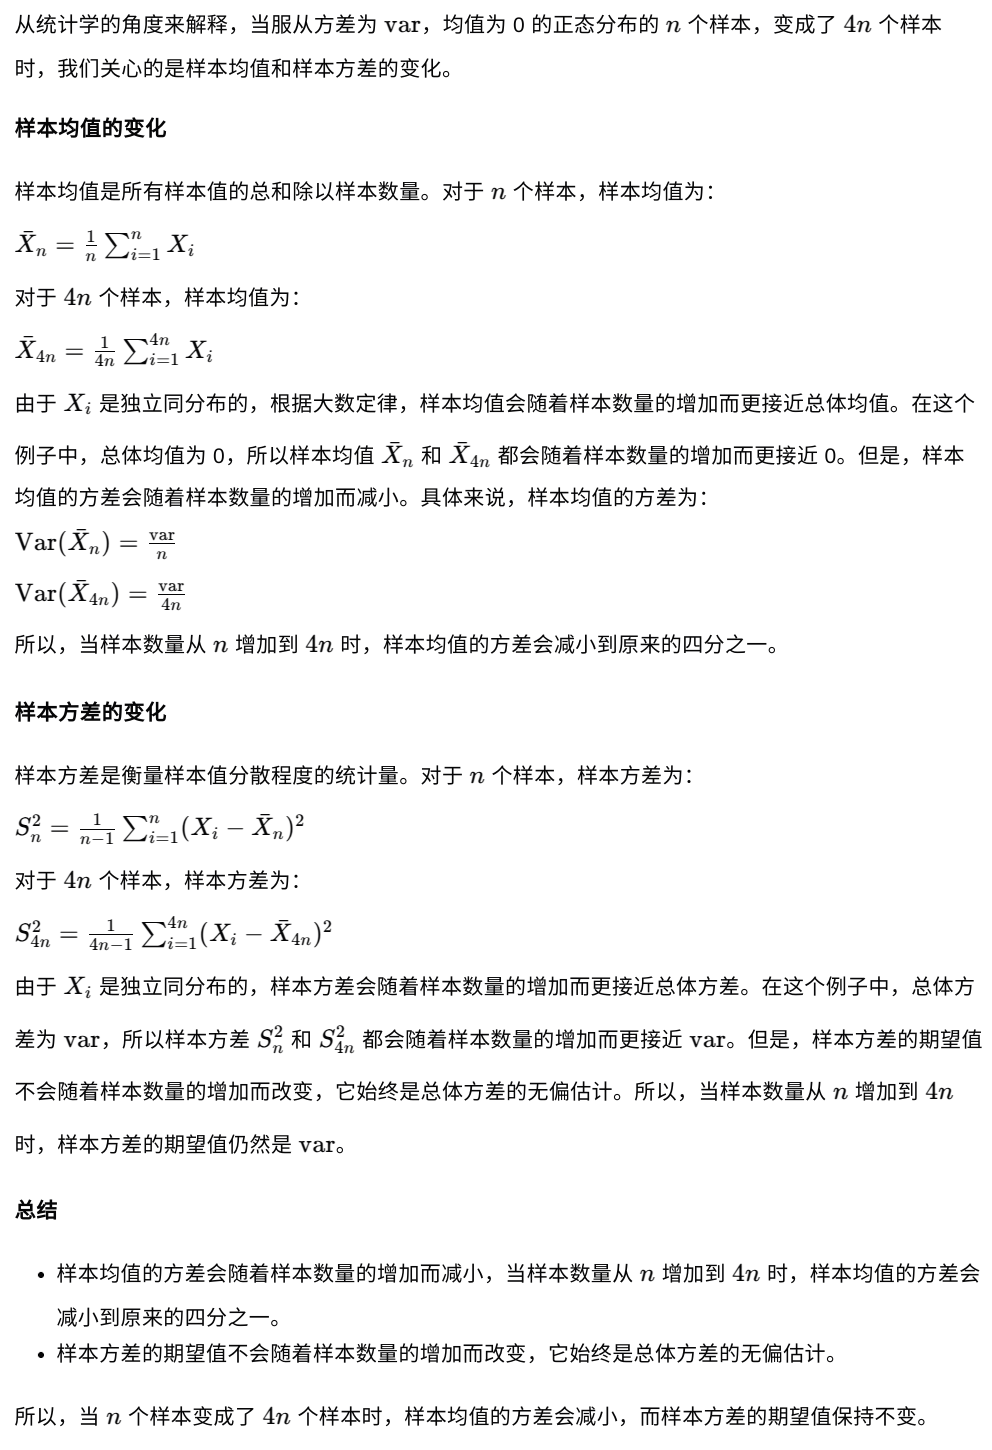 从统计学的角度来解释，当服从方差为 var，均值为 0 的正态分布的 n 个样本，变成了 4n 个样本
时，我们关心的是样本均值和样本方差的变化。
样本均值的变化
样本均值是所有样本值的总和除以样本数量。对于 n 个样本，样本均值为：
$\bar{X}_n = \frac{1}{n} \sum_{i=1}^{n} X_i$
对于 4n 个样本，样本均值为：
$\bar{X}_{4n} = \frac{1}{4n} \sum_{i=1}^{4n} X_i$
由于 $X_i$ 是独立同分布的，根据大数定律，样本均值会随着样本数量的增加而更接近总体均值。在这个
例子中，总体均值为 0，所以样本均值 $\bar{X}_n$ 和 $\bar{X}_{4n}$ 都会随着样本数量的增加而更接近 0。但是，样本
均值的方差会随着样本数量的增加而减小。具体来说，样本均值的方差为：
$\text{Var}(\bar{X}_n) = \frac{\text{var}}{n}$
$\text{Var}(\bar{X}_{4n}) = \frac{\text{var}}{4n}$
所以，当样本数量从 n 增加到 4n 时，样本均值的方差会减小到原来的四分之一。
样本方差的变化
样本方差是衡量样本值分散程度的统计量。对于 n 个样本，样本方差为：
$S_n^2 = \frac{1}{n-1} \sum_{i=1}^{n} (X_i - \bar{X}_n)^2$
对于 4n 个样本，样本方差为：
$S_{4n}^2 = \frac{1}{4n-1} \sum_{i=1}^{4n} (X_i - \bar{X}_{4n})^2$
由于 $X_i$ 是独立同分布的，样本方差会随着样本数量的增加而更接近总体方差。在这个例子中，总体方
差为 var，所以样本方差 $S_n^2$ 和 $S_{4n}^2$ 都会随着样本数量的增加而更接近 var。但是，样本方差的期望值
不会随着样本数量的增加而改变，它始终是总体方差的无偏估计。所以，当样本数量从 n 增加到 4n
时，样本方差的期望值仍然是 var。
总结
• 样本均值的方差会随着样本数量的增加而减小，当样本数量从 n 增加到 4n 时，样本均值的方差会
减小到原来的四分之一。
• 样本方差的期望值不会随着样本数量的增加而改变，它始终是总体方差的无偏估计。
所以，当 n 个样本变成了 4n 个样本时，样本均值的方差会减小，而样本方差的期望值保持不变。